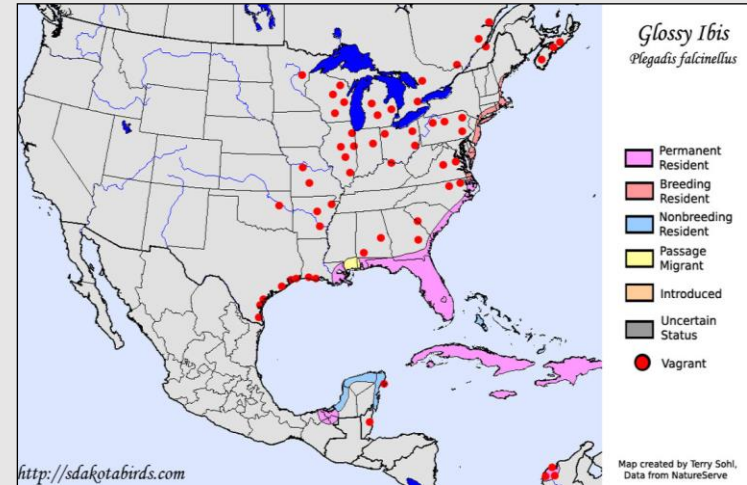 Glossy Ibis
Plegadis falcinellus
Permanent
Resident
Breeding
Resident
Nonbreeding
Resident
Passage
Migrant
Introduced
Uncertain
Status
Vagrant
http://sdakotabirds.com
Map created by Terry Sohl,
Data from NatureServe